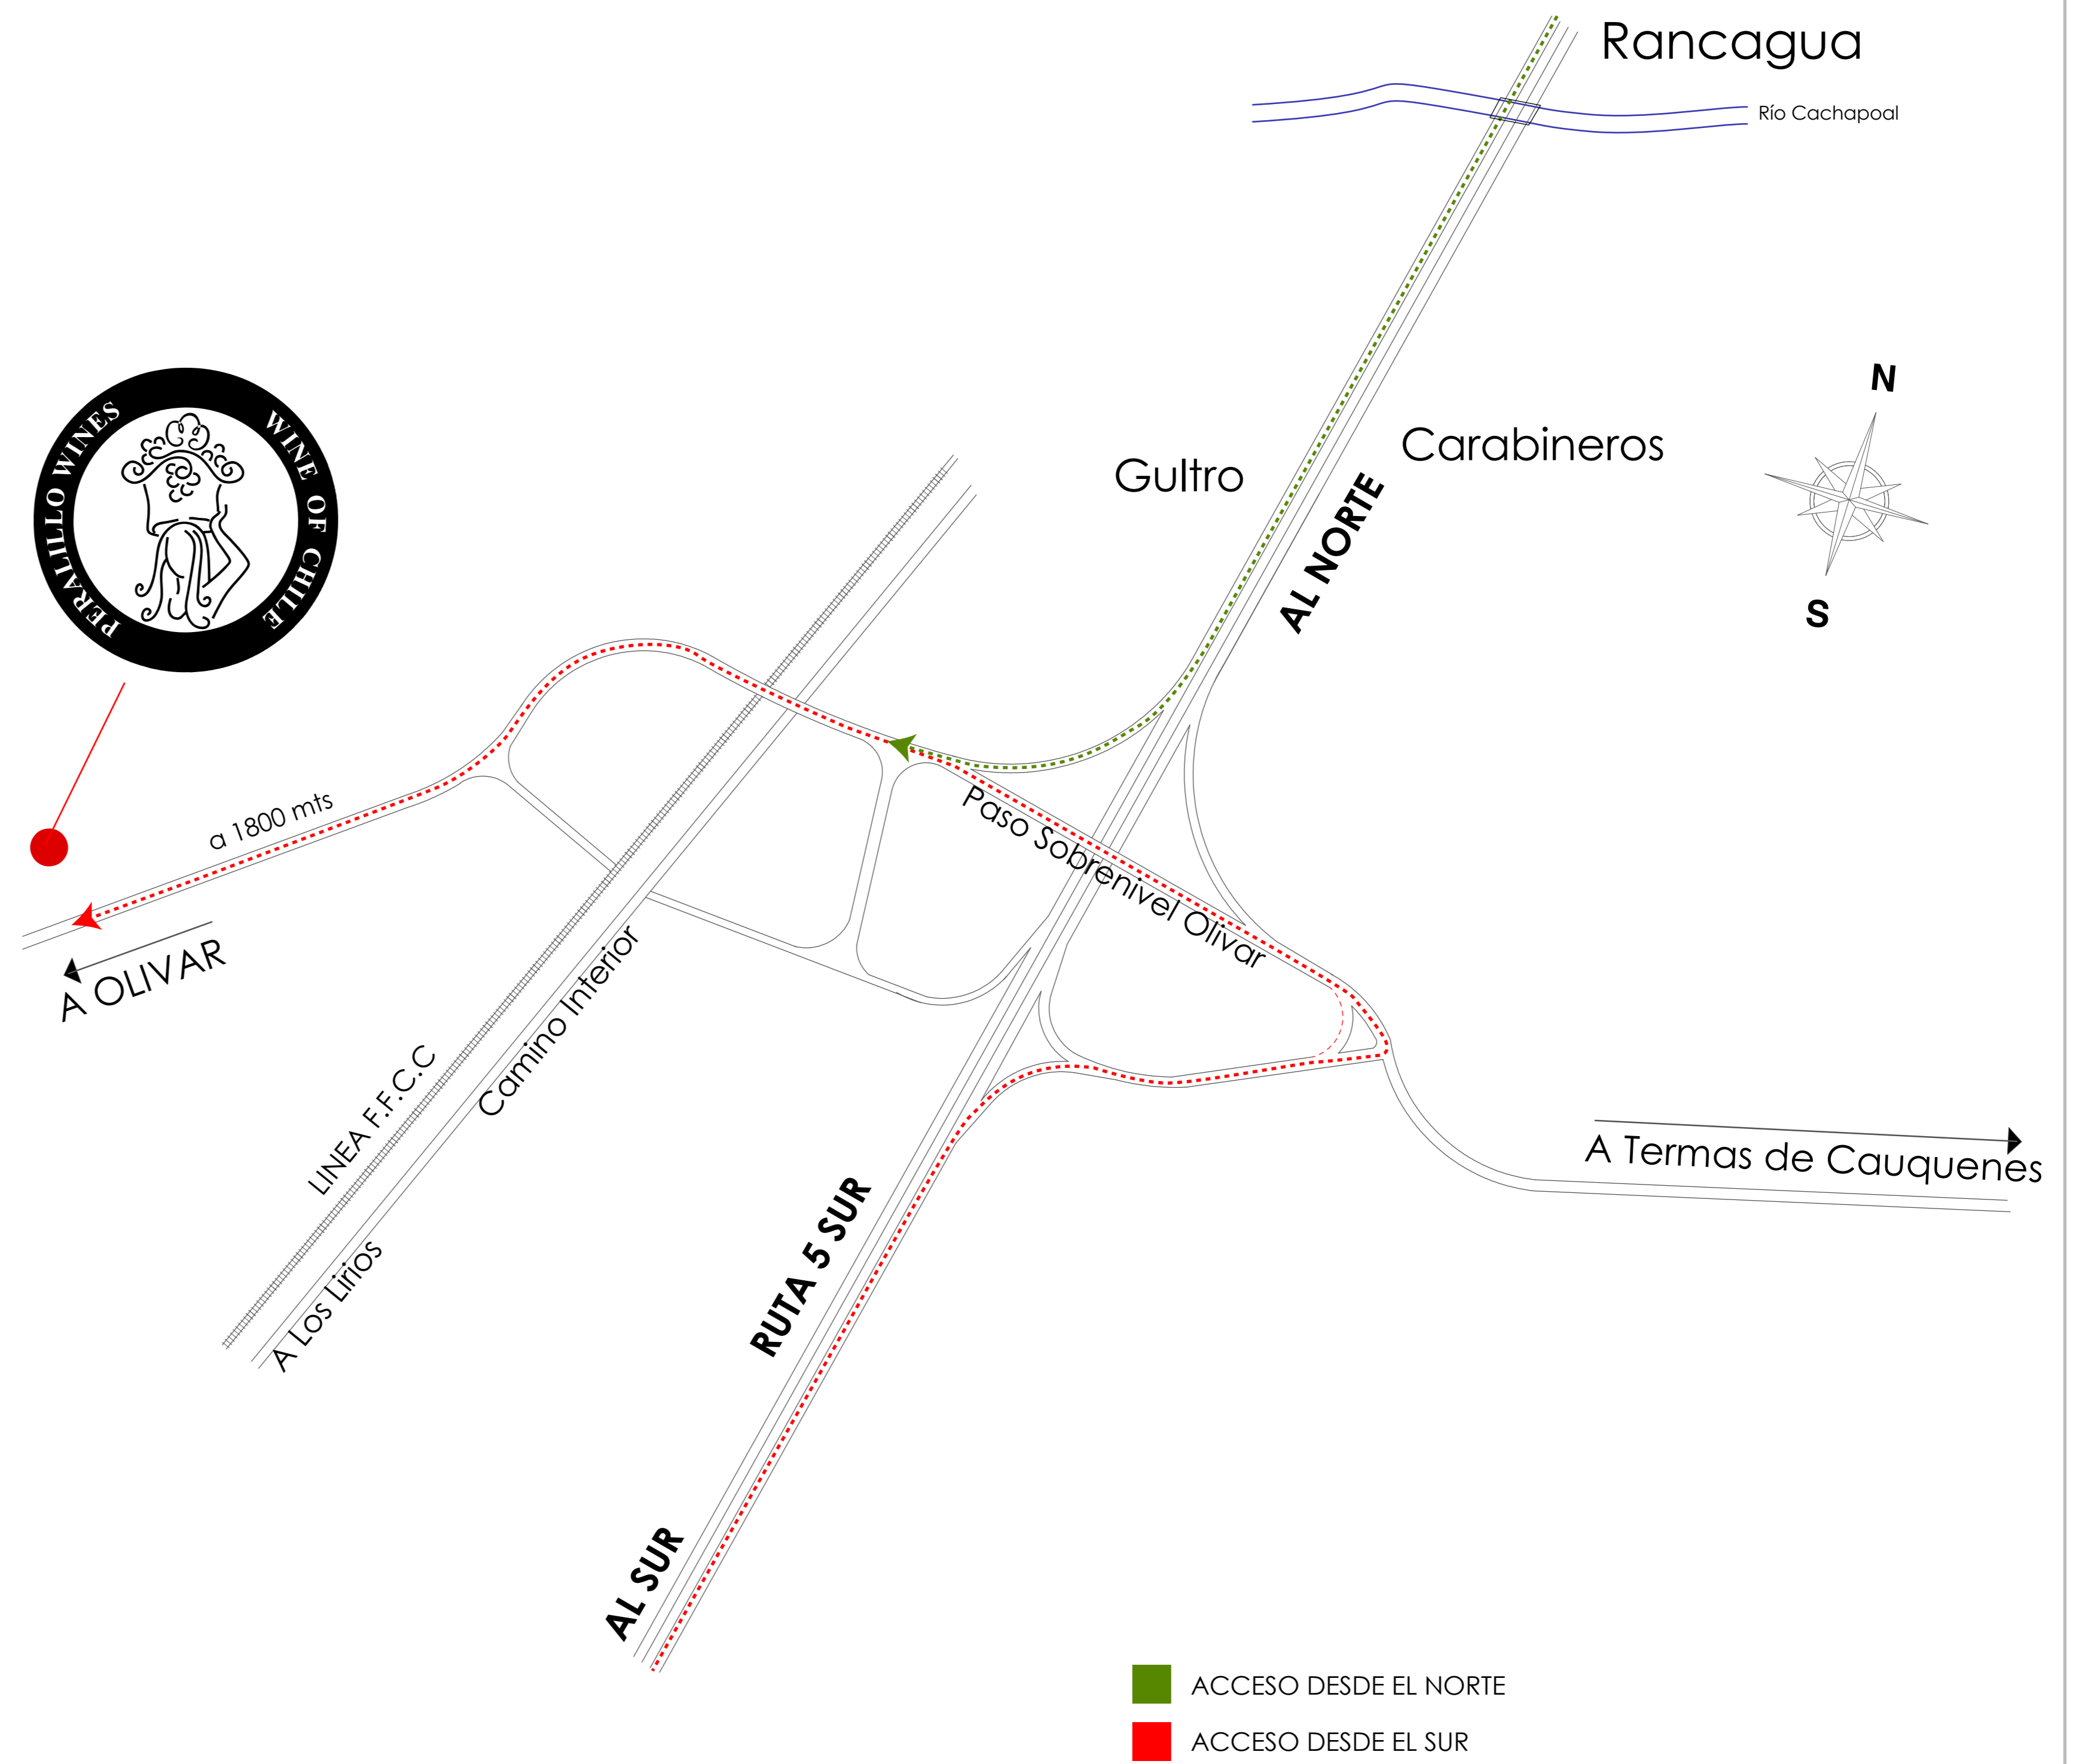 Rancagua
Río Cachapoal
N
S
Carabineros
Gultro
AL NORTE
PERALILLO WINES
WINE OF CHILE
a 1800 mts
Paso Sobrenivel Olivar
A OLIVAR
Camino Interior
LINEA F.F.C.C
A Los Lirios
A Termas de Cauquenes
RUTA 5 SUR
AL SUR
ACCESO DESDE EL NORTE
ACCESO DESDE EL SUR